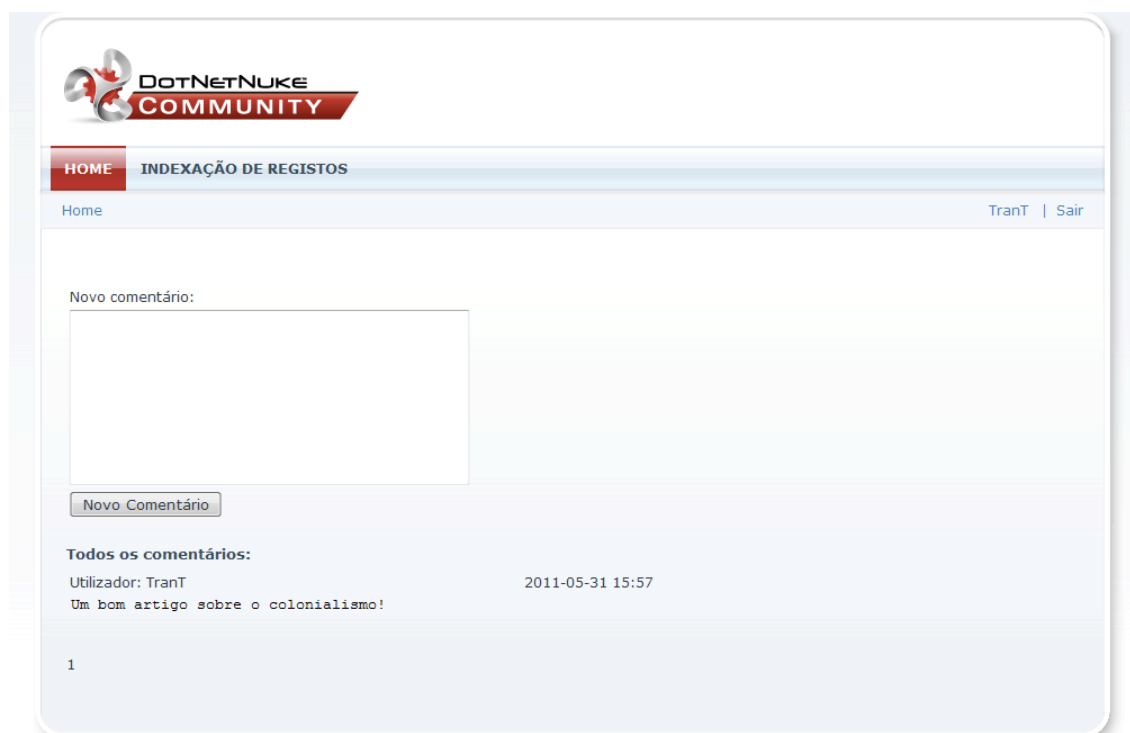 DotNetNuke
COMMUNITY
HOME INDEXAÇÃO DE REGISTOS
Home TranT | Sair
Novo comentário:
Novo Comentário
Todos os comentários:
Utilizador: TranT 2011-05-31 15:57
Um bom artigo sobre o colonialismo!
1